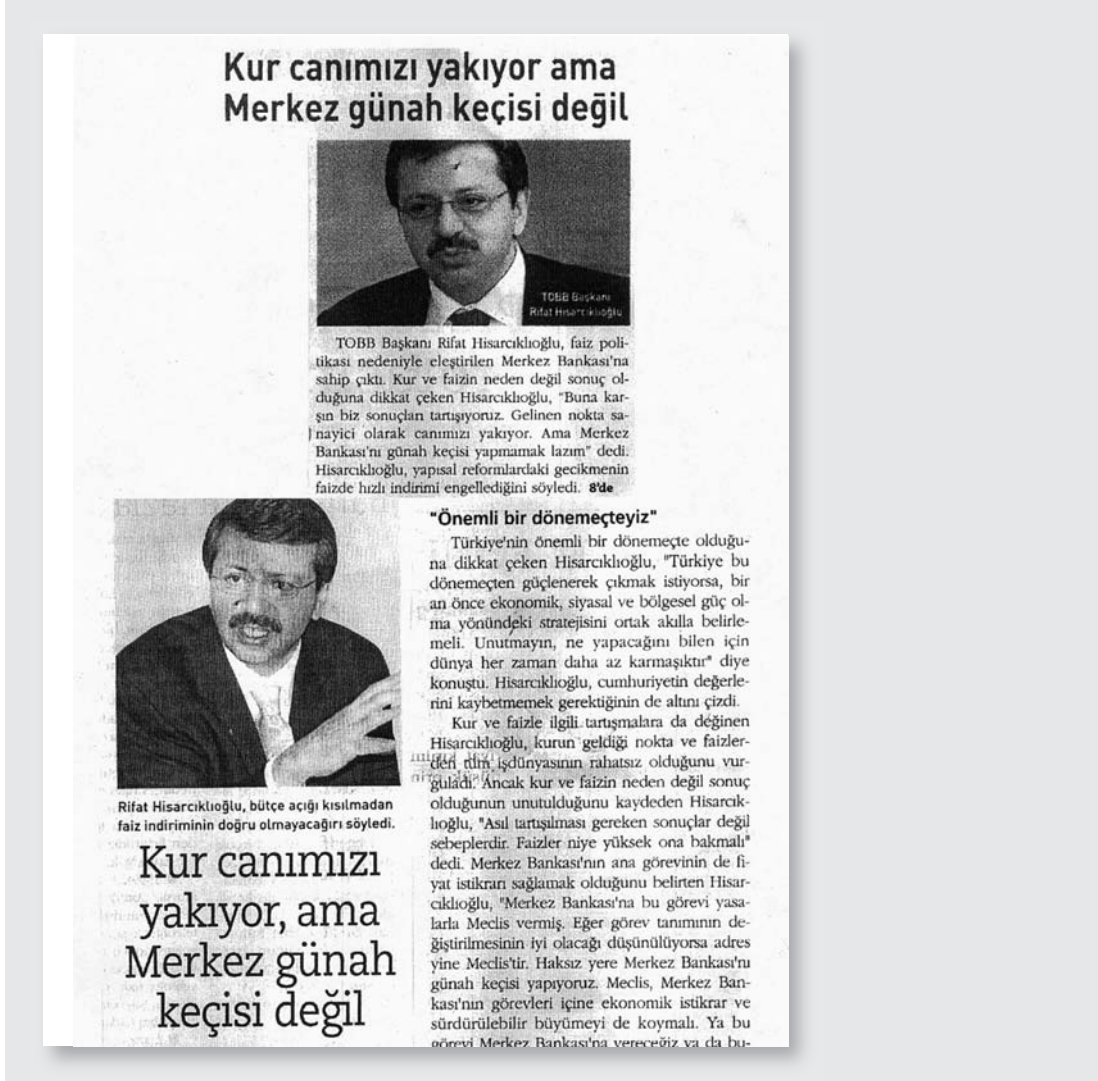 Kur canımızı yakıyor ama
Merkez günah keçisi değil
TOBB Başkanı
Rifat Hisarcıklıoğlu
TOBB Başkanı Rifat Hisarcıklıoğlu, faiz poli-
tikası nedeniyle eleştirilen Merkez Bankası'na
sahip çıktı. Kur ve faizin neden değil sonuç ol-
duğuna dikkat çeken Hisarcıklıoğlu, "Buna kar-
şın biz sonuçları tartışıyoruz. Gelinen nokta sa-
nayici olarak canımızı yakıyor. Ama Merkez
Bankası'nı günah keçisi yapmamak lazım" dedi.
Hisarcıklıoğlu, yapısal reformlardaki gecikmenin
faizde hızlı indirimi engellediğini söyledi. 8'de
Rifat Hisarcıklıoğlu, bütçe açığı kısılmadan
faiz indiriminin doğru olmayacağırı söyledi.
Kur canımızı
yakıyor, ama
Merkez günah
keçisi değil
"Önemli bir dönemeçteyiz"
Türkiye'nin önemli bir dönemeçte olduğu-
na dikkat çeken Hisarcıklıoğlu, "Türkiye bu
dönemeçten güçlenerek çıkmak istiyorsa, bir
an önce ekonomik, siyasal ve bölgesel güç ol-
ma yönündeki stratejisini ortak akılla belirle-
meli. Unutmayın, ne yapacağını bilen için
dünya her zaman daha az karmaşıktır" diye
konuştu. Hisarcıklıoğlu, cumhuriyetin değerle-
rini kaybetmemek gerektiğinin de altını çizdi.
Kur ve faizle ilgili tartışmalara da değinen
Hisarcıklıoğlu, kurun geldiği nokta ve faizler-
den tüm işdünyasının rahatsız olduğunu vur-
guladı. Ancak kur ve faizin neden değil sonuç
olduğunun unutulduğunu kaydeden Hisarcık-
lıoğlu, "Asıl tartışılması gereken sonuçlar değil
sebeplerdir. Faizler niye yüksek ona bakmalı"
dedi. Merkez Bankası'nın ana görevinin de fi-
yat istikrarı sağlamak olduğunu belirten Hisar-
cıklıoğlu, "Merkez Bankası'na bu görevi yasa-
larla Meclis vermiş. Eğer görev tanımının de-
ğiştirilmesinin iyi olacağı düşünülüyorsa adres
yine Meclis'tir. Haksız yere Merkez Bankası'nı
günah keçisi yapıyoruz. Meclis, Merkez Ban-
kası'nın görevleri içine ekonomik istikrar ve
sürdürülebilir büyümeyi de koymalı. Ya bu
görevi Merkez Bankası'na vereceğiz ya da bu-